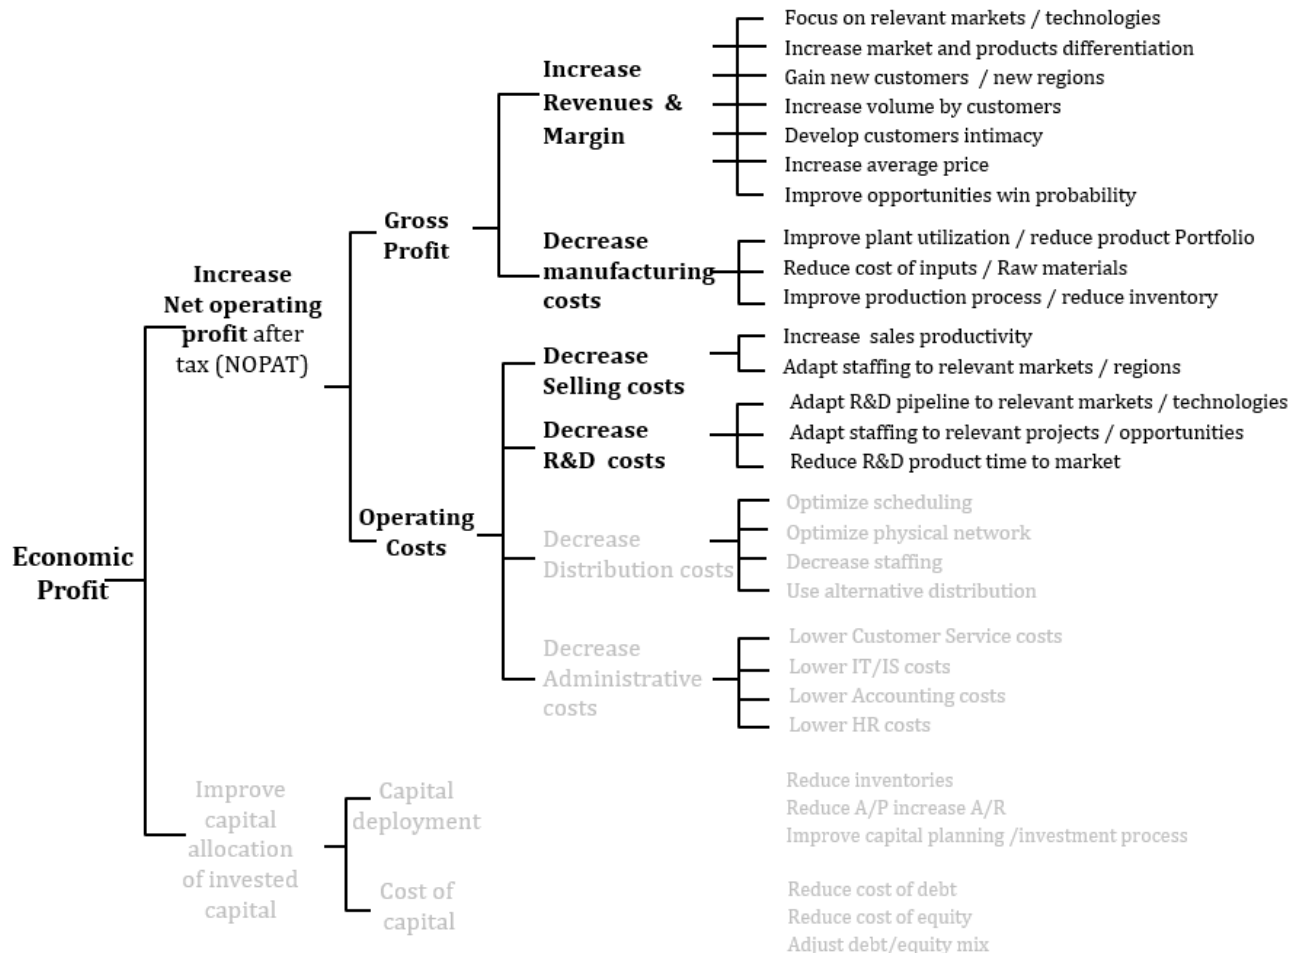 Focus on relevant markets / technologies
Increase market and products differentiation
Gain new customers / new regions
Increase volume by customers
Develop customers intimacy
Increase average price
Improve opportunities win probability
Increase
Revenues &
Margin
Gross
Profit
Decrease
manufacturing
costs
Improve plant utilization / reduce product Portfolio
Reduce cost of inputs / Raw materials
Improve production process / reduce inventory
Increase
Net operating
profit after
tax (NOPAT)
Decrease
Selling costs
Increase sales productivity
Adapt staffing to relevant markets / regions
Decrease
R&D costs
Adapt R&D pipeline to relevant markets / technologies
Adapt staffing to relevant projects / opportunities
Reduce R&D product time to market
Operating
Costs
Decrease
Distribution costs
Optimize scheduling
Optimize physical network
Decrease staffing
Use alternative distribution
Economic
Profit
Decrease
Administrative
costs
Lower Customer Service costs
Lower IT/IS costs
Lower Accounting costs
Lower HR costs
Improve
capital
allocation
of invested
capital
Capital
deployment
Reduce inventories
Reduce A/P increase A/R
Improve capital planning /investment process
Cost of
capital
Reduce cost of debt
Reduce cost of equity
Adjust debt/equity mix